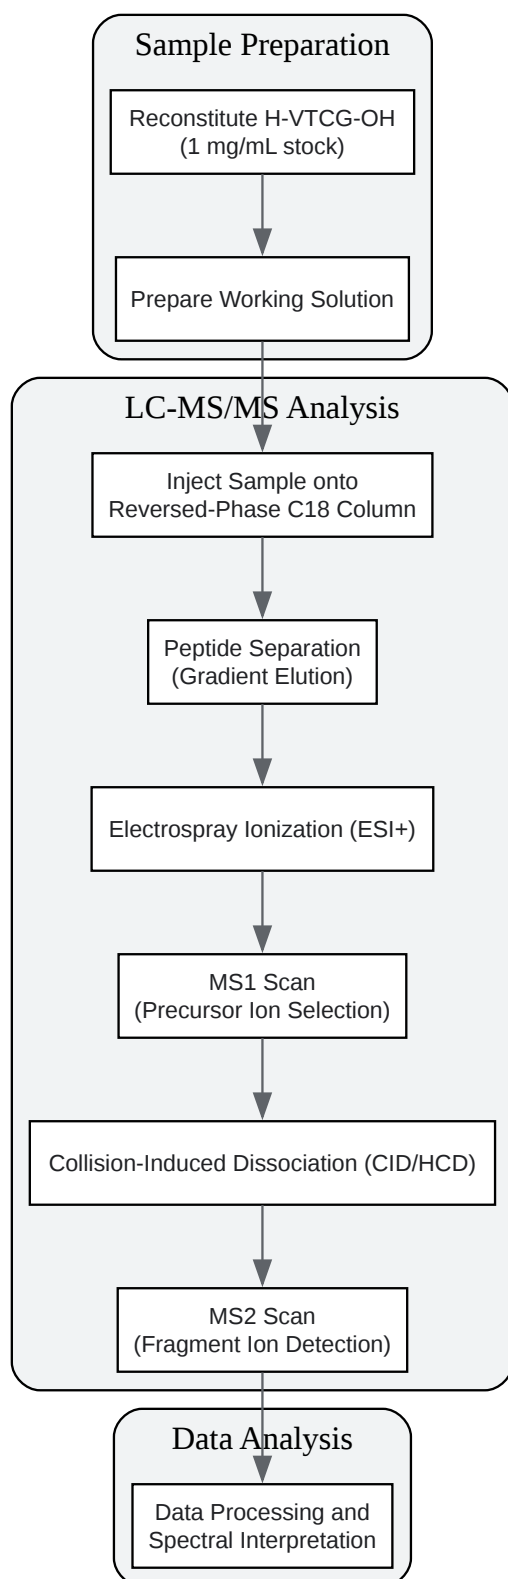 Sample Preparation
Reconstitute H-VTCG-OH
(1 mg/mL stock)
Prepare Working Solution
LC-MS/MS Analysis
Inject Sample onto
Reversed-Phase C18 Column
Peptide Separation
(Gradient Elution)
Electrospray Ionization (ESI+)
MS1 Scan
(Precursor Ion Selection)
Collision-Induced Dissociation (CID/HCD)
MS2 Scan
(Fragment Ion Detection)
Data Analysis
Data Processing and
Spectral Interpretation